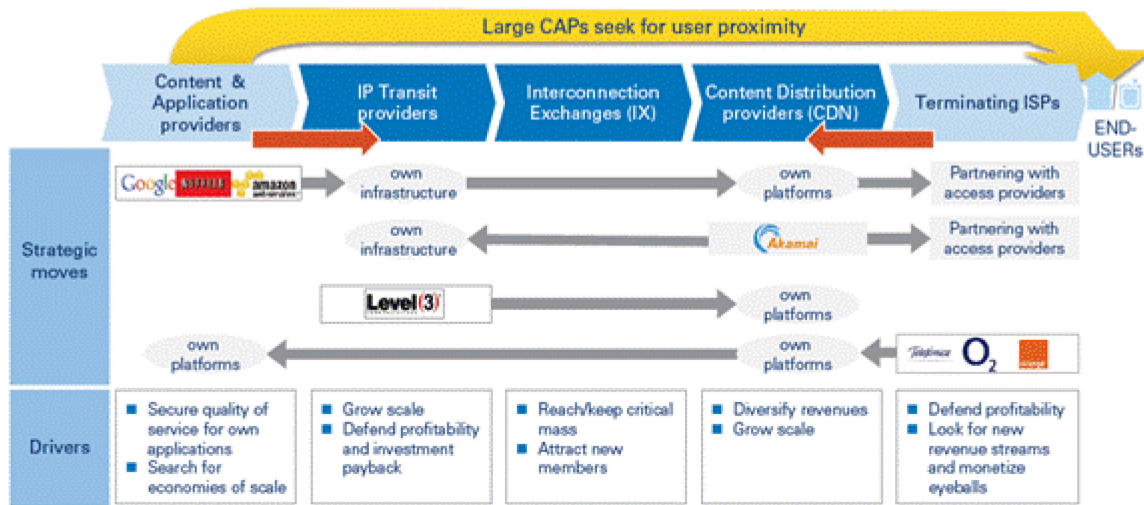 Large CAPs seek for user proximity
Content &
Application
providers
IP Transit
providers
Interconnection
Exchanges (IX)
Content Distribution
providers (CDN)
Terminating ISPs
END-
USERs
Strategic
moves
Google NETFLIX amazon
webservices
own
infrastructure
own
platforms
Partnering with
access providers
own
infrastructure
Akamai
Partnering with
access providers
Level(3)
own
platforms
own
platforms
own
platforms
Telefónica O2 orange
Drivers
Secure quality of
service for own
applications
Search for
economies of scale
Grow scale
Defend profitability
and investment
payback
Reach/keep critical
mass
Attract new
members
Diversify revenues
Grow scale
Defend profitability
Look for new
revenue streams
and monetize
eyeballs